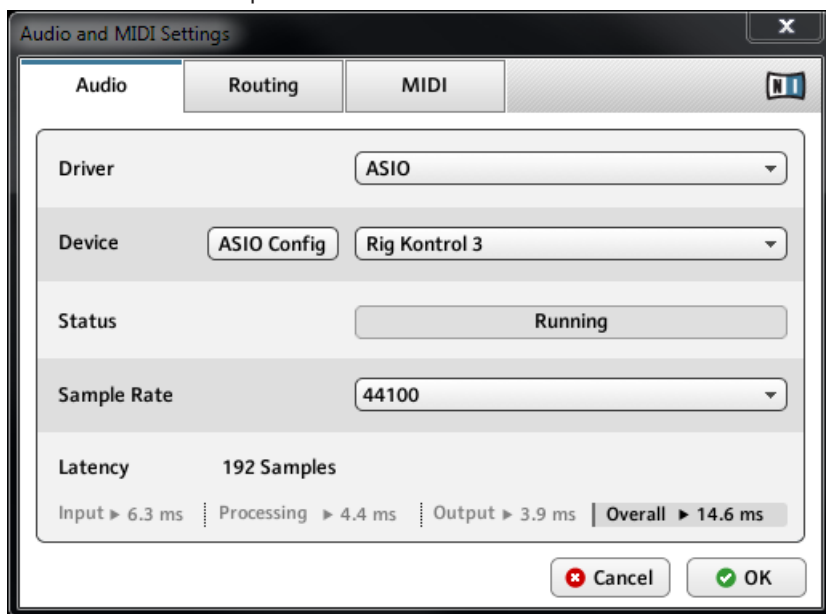 Audio and MIDI Settings
X
Audio Routing MIDI
NI
Driver ASIO
Device ASIO Config Rig Kontrol 3
Status Running
Sample Rate 44100
Latency 192 Samples
Input ▸ 6.3 ms Processing ▸ 4.4 ms Output ▸ 3.9 ms Overall ▸ 14.6 ms
Cancel OK